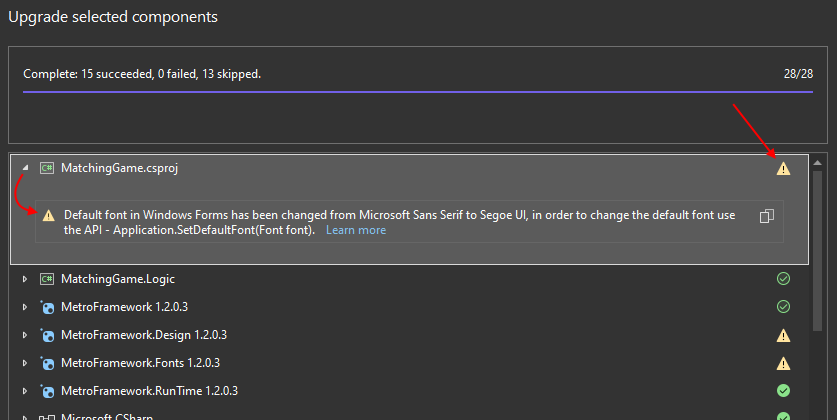 Upgrade selected components
Complete: 15 succeeded, 0 failed, 13 skipped.
28/28
C# MatchingGame.csproj
Default font in Windows Forms has been changed from Microsoft Sans Serif to Segoe UI, in order to change the default font use
the API - Application.SetDefaultFont(Font font). Learn more
C# MatchingGame.Logic
MetroFramework 1.2.0.3
MetroFramework.Design 1.2.0.3
MetroFramework.Fonts 1.2.0.3
MetroFramework.RunTime 1.2.0.3
Microsoft.CSharp